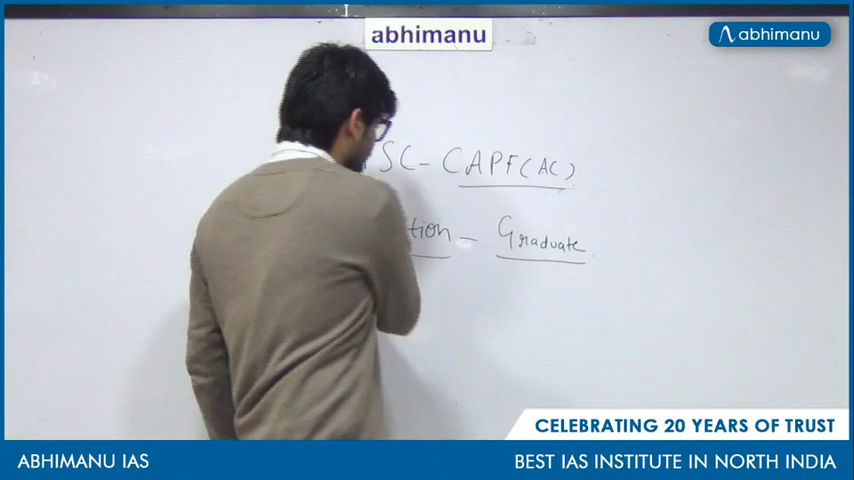 abhimanu
abhimanu
SC - CAPF(AC)
tion - Graduate
CELEBRATING 20 YEARS OF TRUST
ABHIMANU IAS
BEST IAS INSTITUTE IN NORTH INDIA